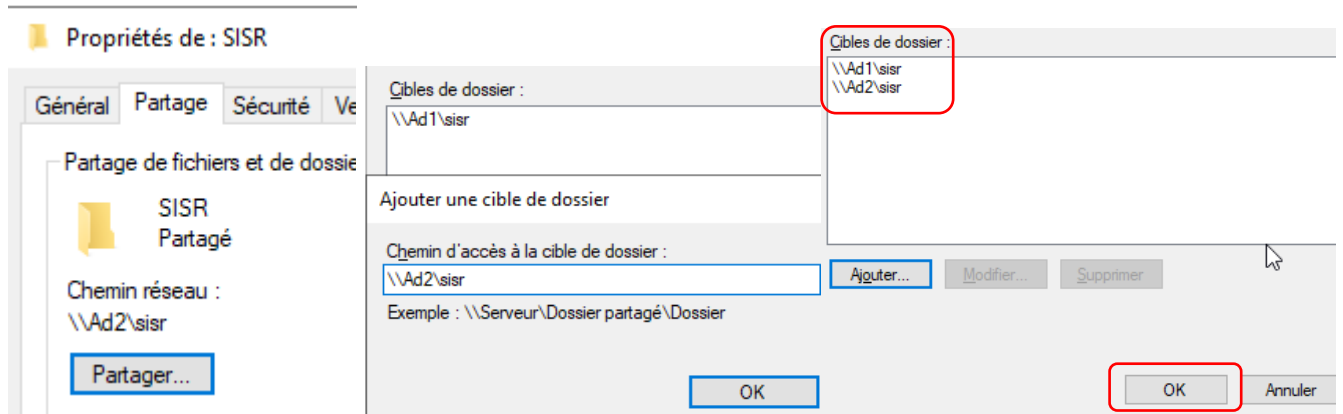 Propriétés de : SISR
Général Partage Sécurité Ve
Partage de fichiers et de dossie
SISR
Partagé
Chemin réseau :
\\Ad2\sisr
Partager...
Cibles de dossier :
\\Ad1\sisr
Ajouter une cible de dossier
Chemin d'accès à la cible de dossier :
\\Ad2\sisr
Exemple : \\Serveur\Dossier partagé\Dossier
OK
Cibles de dossier :
\\Ad1\sisr
\\Ad2\sisr
Ajouter... Modifier... Supprimer
OK Annuler